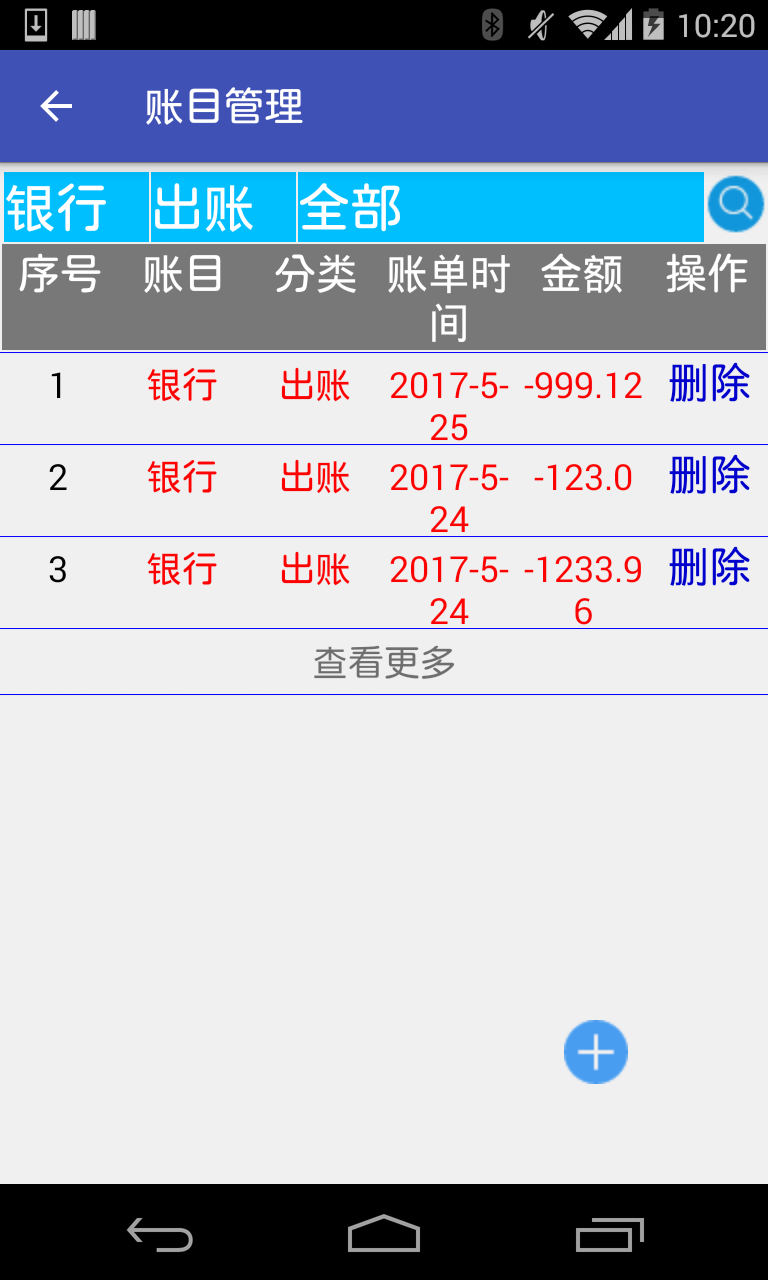 10:20
账目管理
银行 出账 全部
序号 账目 分类 账单时间 金额 操作
1 银行 出账 2017-5-25 -999.12 删除
2 银行 出账 2017-5-24 -123.0 删除
3 银行 出账 2017-5-24 -1233.96 删除
查看更多